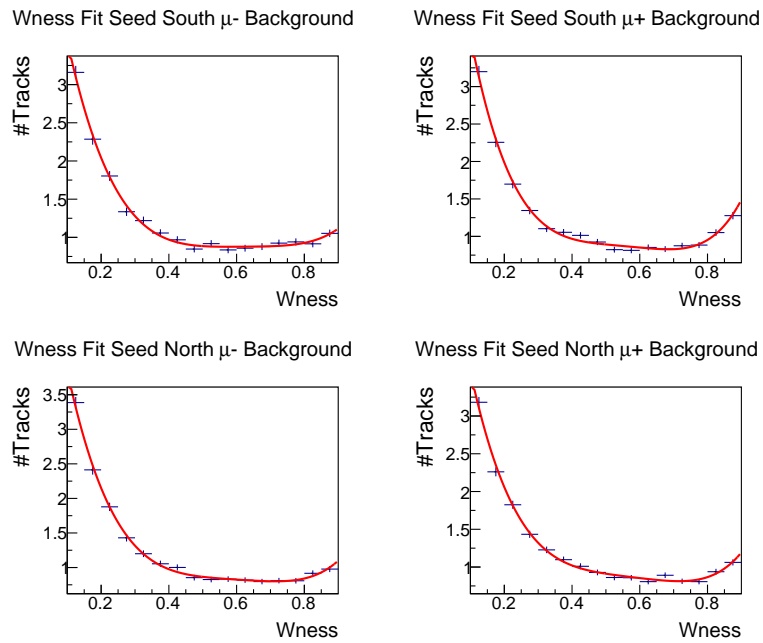 Wness Fit Seed South μ- Background
#Tracks
3
2.5
2
1.5
1
0.2 0.4 0.6 0.8
Wness
Wness Fit Seed South μ+ Background
#Tracks
3
2.5
2
1.5
1
0.2 0.4 0.6 0.8
Wness
Wness Fit Seed North μ- Background
#Tracks
3.5
3
2.5
2
1.5
1
0.2 0.4 0.6 0.8
Wness
Wness Fit Seed North μ+ Background
#Tracks
3
2.5
2
1.5
1
0.2 0.4 0.6 0.8
Wness